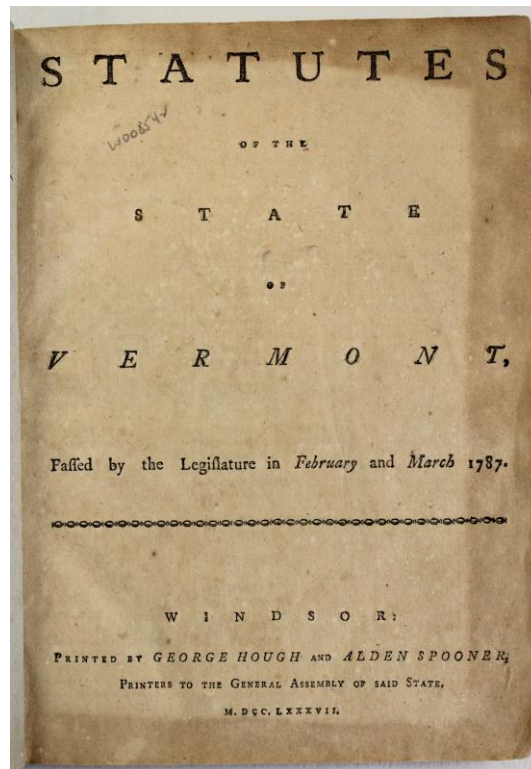 STATUTES
W008542
OF THE
STATE
OF
VERMONT,
Paſſed by the Legiſlature in February and March 1787.
WINDSOR:
PRINTED BY GEORGE HOUGH AND ALDEN SPOONER,
PRINTERS TO THE GENERAL ASSEMBLY OF SAID STATE,
M. DCC. LXXXVII.